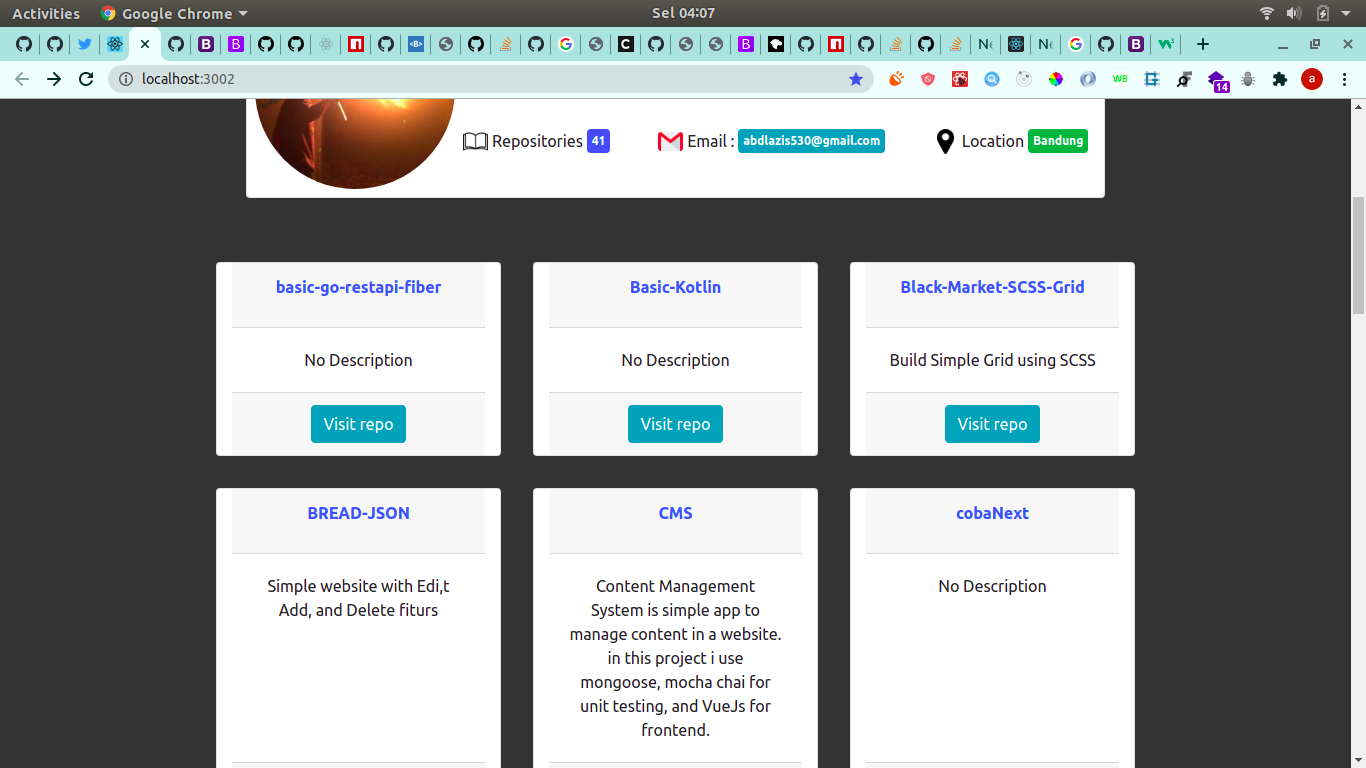 Activities Google Chrome Sel 04:07
localhost:3002
14
a
Repositories 41 Email : abdlazis530@gmail.com Location Bandung
basic-go-restapi-fiber
No Description
Visit repo
Basic-Kotlin
No Description
Visit repo
Black-Market-SCSS-Grid
Build Simple Grid using SCSS
Visit repo
BREAD-JSON
Simple website with Edi,t
Add, and Delete fiturs
CMS
Content Management
System is simple app to
manage content in a website.
in this project i use
mongoose, mocha chai for
unit testing, and VueJs for
frontend.
cobaNext
No Description